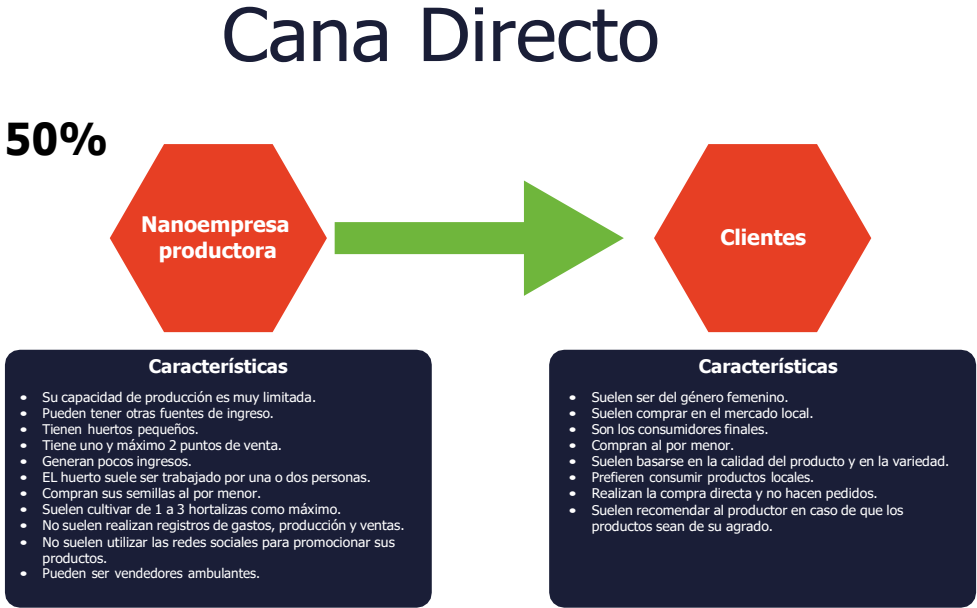 Cana Directo
50%
Nanoempresa
productora
Clientes
Características
• Su capacidad de producción es muy limitada.
• Pueden tener otras fuentes de ingreso.
• Tienen huertos pequeños.
• Tiene uno y máximo 2 puntos de venta.
• Generan pocos ingresos.
• EL huerto suele ser trabajado por una o dos personas.
• Compran sus semillas al por menor.
• Suelen cultivar de 1 a 3 hortalizas como máximo.
• No suelen realizan registros de gastos, producción y ventas.
• No suelen utilizar las redes sociales para promocionar sus
productos.
• Pueden ser vendedores ambulantes.
Características
• Suelen ser del género femenino.
• Suelen comprar en el mercado local.
• Son los consumidores finales.
• Compran al por menor.
• Suelen basarse en la calidad del producto y en la variedad.
• Prefieren consumir productos locales.
• Realizan la compra directa y no hacen pedidos.
• Suelen recomendar al productor en caso de que los
productos sean de su agrado.